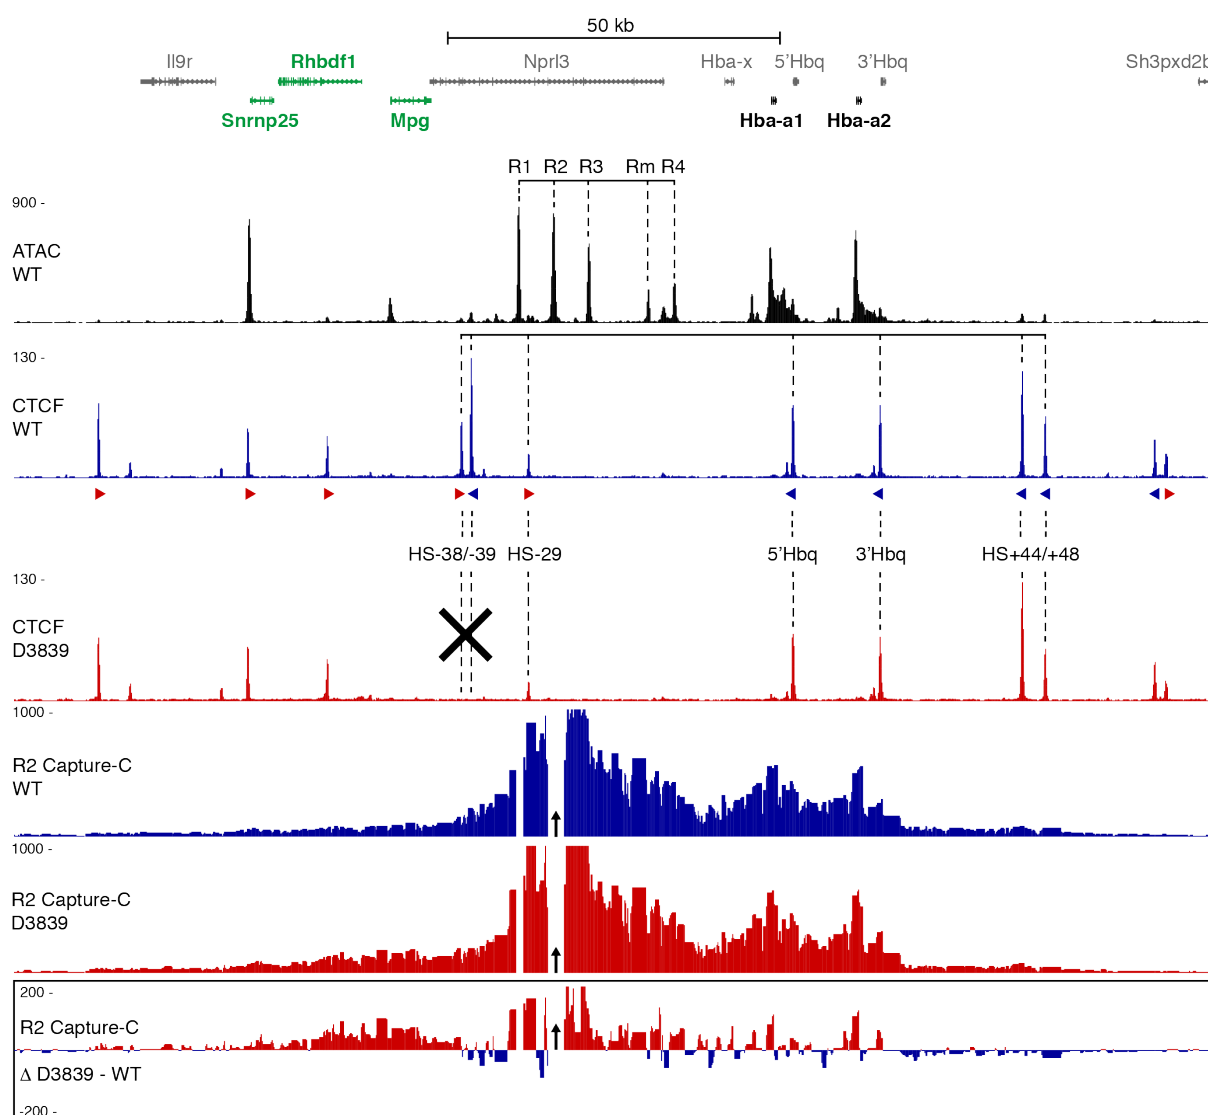 50 kb
Il9r Rhbdf1 Nprl3 Hba-x 5'Hbq 3'Hbq Sh3pxd2b
Snrnp25 Mpg Hba-a1 Hba-a2
R1 R2 R3 Rm R4
900 -
ATAC
WT
130 -
CTCF
WT
HS-38/-39 HS-29 5'Hbq 3'Hbq HS+44/+48
130 -
CTCF
D3839
1000 -
R2 Capture-C
WT
1000 -
R2 Capture-C
D3839
200 -
R2 Capture-C
Δ D3839 - WT
-200 -